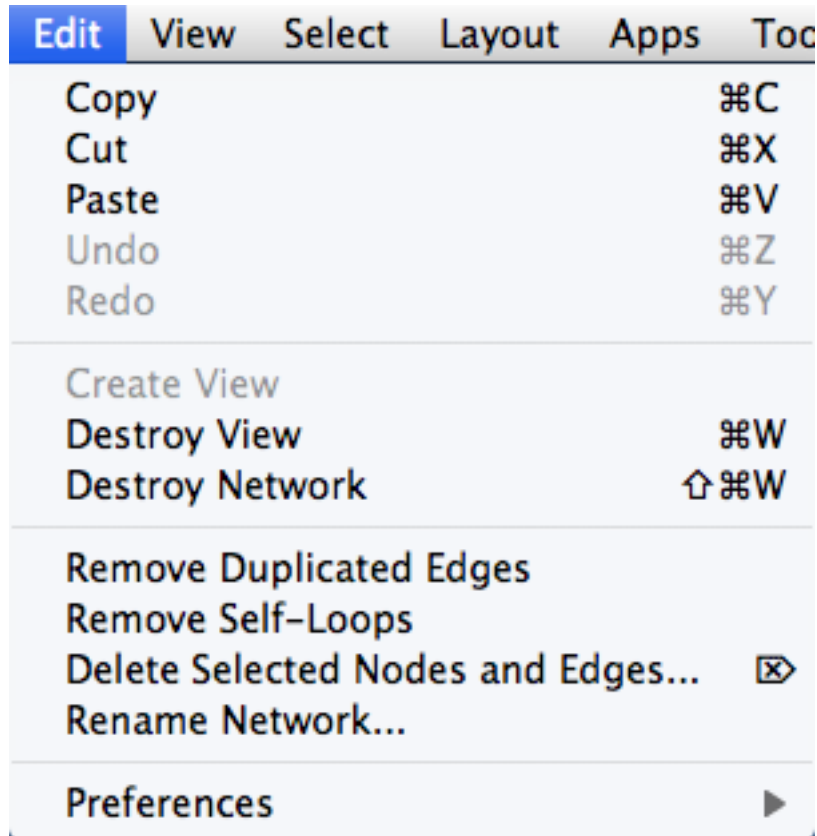 Edit View Select Layout Apps Too
Copy ⌘C
Cut ⌘X
Paste ⌘V
Undo ⌘Z
Redo ⌘Y
Create View
Destroy View ⌘W
Destroy Network ⇧⌘W
Remove Duplicated Edges
Remove Self-Loops
Delete Selected Nodes and Edges... ⌦
Rename Network...
Preferences ▶